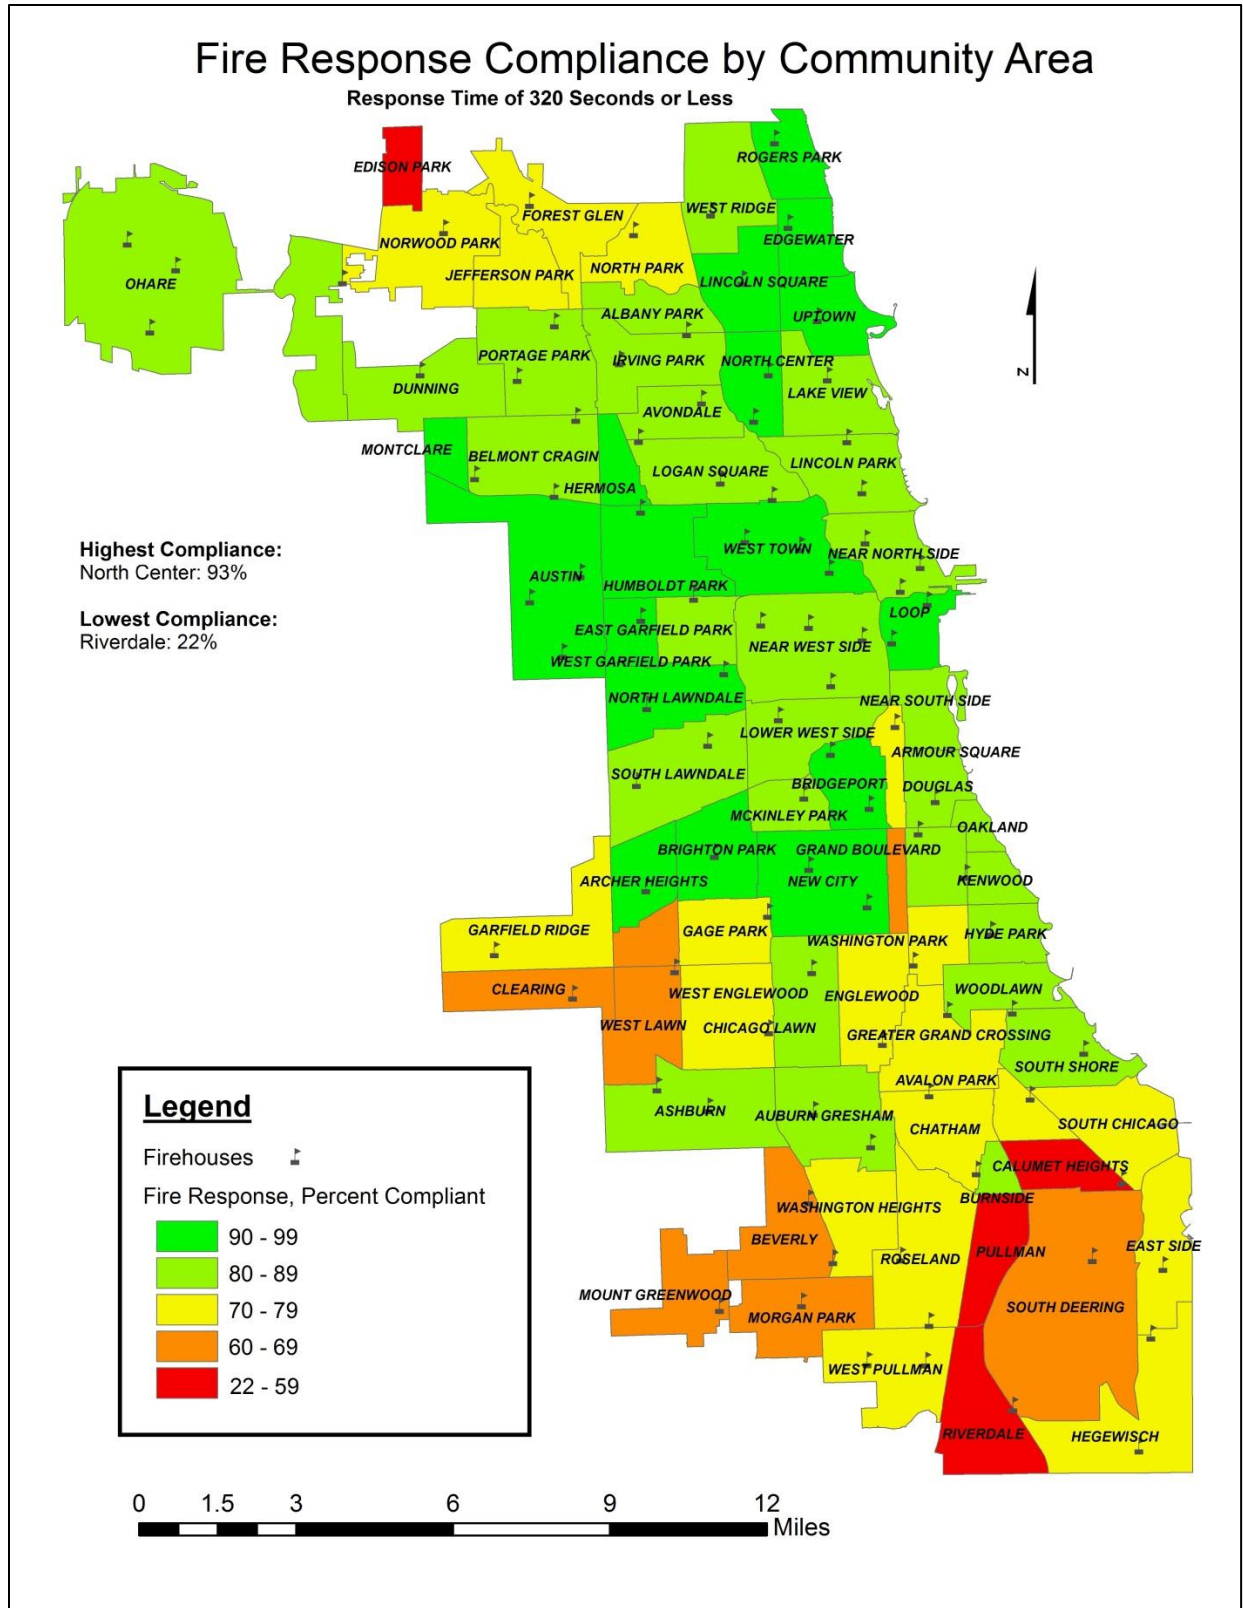 Fire Response Compliance by Community Area
Response Time of 320 Seconds or Less
EDISON PARK
ROGERS PARK
WEST RIDGE
FOREST GLEN
NORWOOD PARK
EDGEWATER
JEFFERSON PARK
NORTH PARK
LINCOLN SQUARE
OHARE
ALBANY PARK
UPTOWN
PORTAGE PARK
IRVING PARK
NORTH CENTER
DUNNING
LAKE VIEW
AVONDALE
MONTCLARE
BELMONT CRAGIN
LOGAN SQUARE
LINCOLN PARK
HERMOSA
Highest Compliance:
North Center: 93%
Lowest Compliance:
Riverdale: 22%
WEST TOWN
NEAR NORTH SIDE
AUSTIN
HUMBOLDT PARK
LOOP
EAST GARFIELD PARK
NEAR WEST SIDE
WEST GARFIELD PARK
NORTH LAWNDALE
NEAR SOUTH SIDE
LOWER WEST SIDE
ARMOUR SQUARE
SOUTH LAWNDALE
BRIDGEPORT
DOUGLAS
MCKINLEY PARK
OAKLAND
BRIGHTON PARK
GRAND BOULEVARD
ARCHER HEIGHTS
NEW CITY
KENWOOD
GARFIELD RIDGE
GAGE PARK
WASHINGTON PARK
HYDE PARK
CLEARING
WEST ENGLEWOOD
ENGLEWOOD
WOODLAWN
WEST LAWN
CHICAGO LAWN
GREATER GRAND CROSSING
SOUTH SHORE
AVALON PARK
ASHBURN
AUBURN GRESHAM
CHATHAM
SOUTH CHICAGO
CALUMET HEIGHTS
BURNSIDE
WASHINGTON HEIGHTS
BEVERLY
ROSELAND
PULLMAN
EAST SIDE
MOUNT GREENWOOD
MORGAN PARK
SOUTH DEERING
WEST PULLMAN
RIVERDALE
HEGEWISCH
N
Legend
Firehouses
Fire Response, Percent Compliant
90 - 99
80 - 89
70 - 79
60 - 69
22 - 59
0 1.5 3 6 9 12
Miles